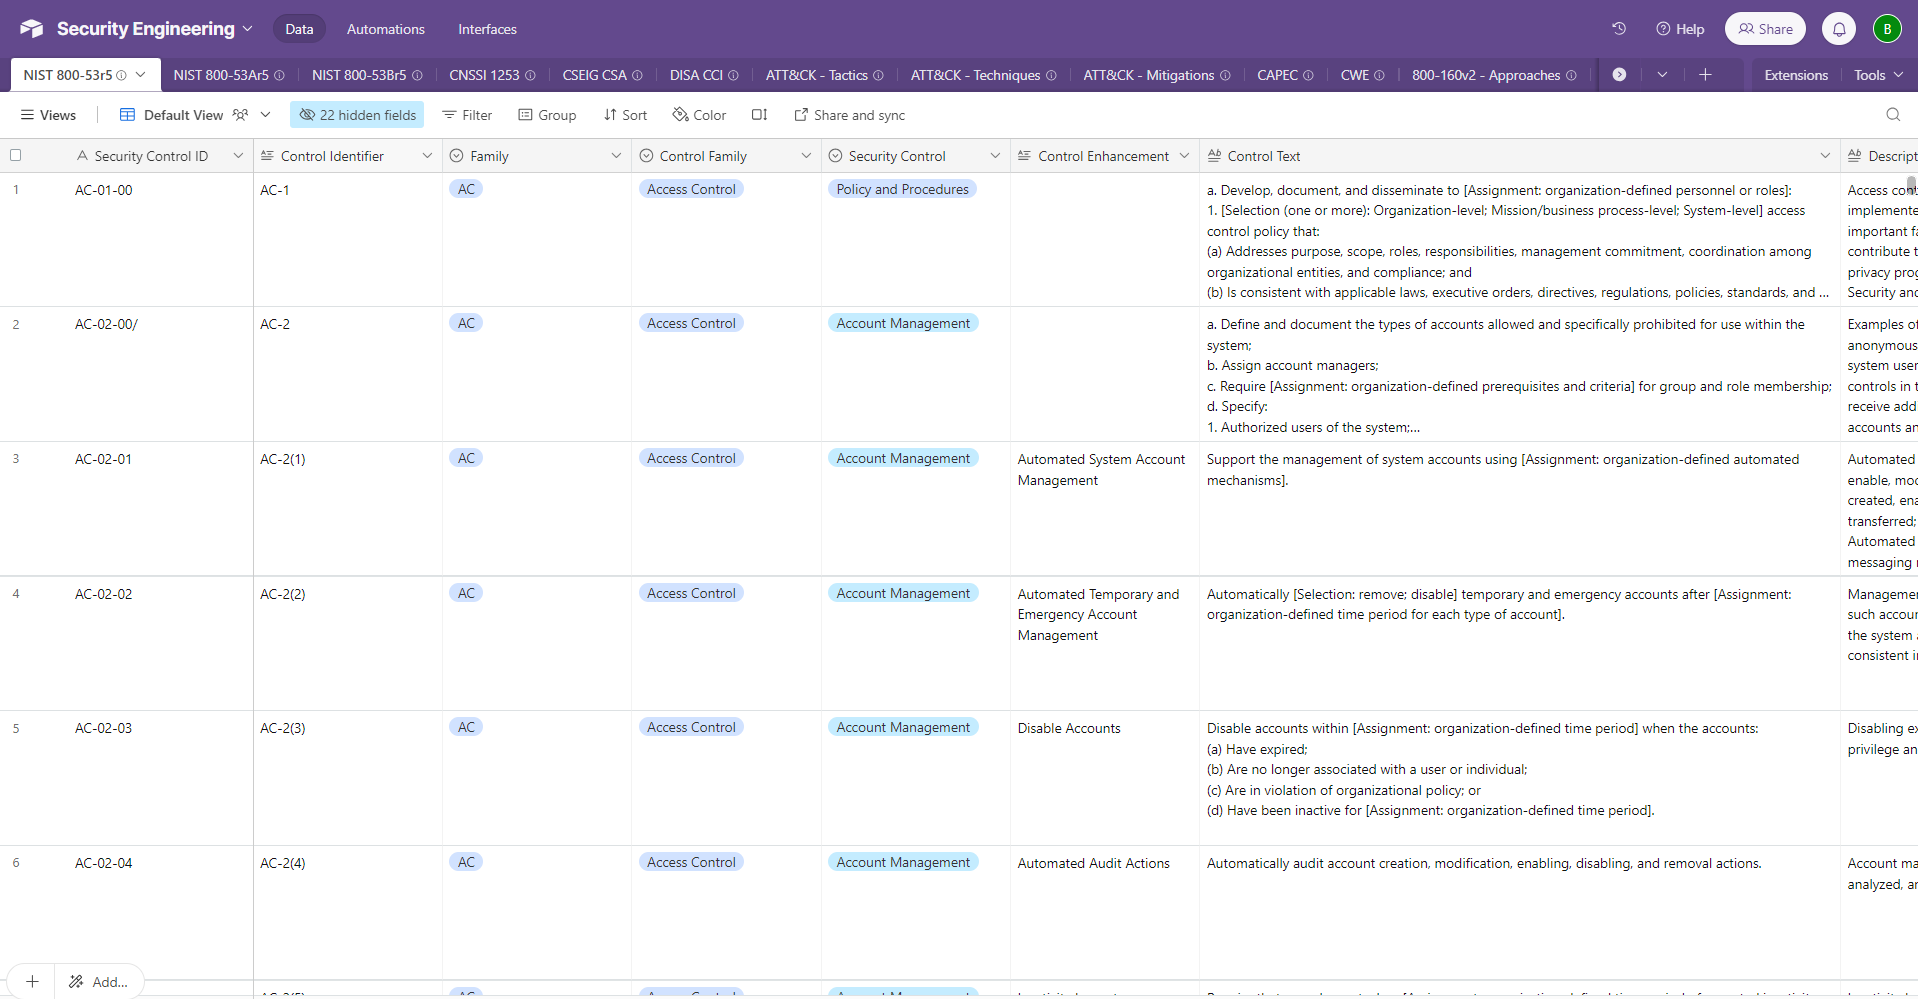 Security Engineering
Data
Automations
Interfaces
Help
Share
B
NIST 800-53r5
NIST 800-53Ar5
NIST 800-53Br5
CNSSI 1253
CSEIG CSA
DISA CCI
ATT&CK - Tactics
ATT&CK - Techniques
ATT&CK - Mitigations
CAPEC
CWE
800-160v2 - Approaches
Extensions
Tools
Views
Default View
22 hidden fields
Filter
Group
Sort
Color
Share and sync
Security Control ID
Control Identifier
Family
Control Family
Security Control
Control Enhancement
Control Text
Descript
1
AC-01-00
AC-1
AC
Access Control
Policy and Procedures
a. Develop, document, and disseminate to [Assignment: organization-defined personnel or roles]:
1. [Selection (one or more): Organization-level; Mission/business process-level; System-level] access
control policy that:
(a) Addresses purpose, scope, roles, responsibilities, management commitment, coordination among
organizational entities, and compliance; and
(b) Is consistent with applicable laws, executive orders, directives, regulations, policies, standards, and ...
Access cont
implemente
important fa
contribute t
privacy prog
Security and
2
AC-02-00/
AC-2
AC
Access Control
Account Management
a. Define and document the types of accounts allowed and specifically prohibited for use within the
system;
b. Assign account managers;
c. Require [Assignment: organization-defined prerequisites and criteria] for group and role membership;
d. Specify:
1. Authorized users of the system;...
Examples of
anonymous
system user
controls in t
receive add
accounts an
3
AC-02-01
AC-2(1)
AC
Access Control
Account Management
Automated System Account
Management
Support the management of system accounts using [Assignment: organization-defined automated
mechanisms].
Automated
enable, moo
created, ena
transferred;
Automated
messaging
4
AC-02-02
AC-2(2)
AC
Access Control
Account Management
Automated Temporary and
Emergency Account
Management
Automatically [Selection: remove; disable] temporary and emergency accounts after [Assignment:
organization-defined time period for each type of account].
Managemen
such accoun
the system
consistent i
5
AC-02-03
AC-2(3)
AC
Access Control
Account Management
Disable Accounts
Disable accounts within [Assignment: organization-defined time period] when the accounts:
(a) Have expired;
(b) Are no longer associated with a user or individual;
(c) Are in violation of organizational policy; or
(d) Have been inactive for [Assignment: organization-defined time period].
Disabling ex
privilege an
6
AC-02-04
AC-2(4)
AC
Access Control
Account Management
Automated Audit Actions
Automatically audit account creation, modification, enabling, disabling, and removal actions.
Account ma
analyzed, a
Add...